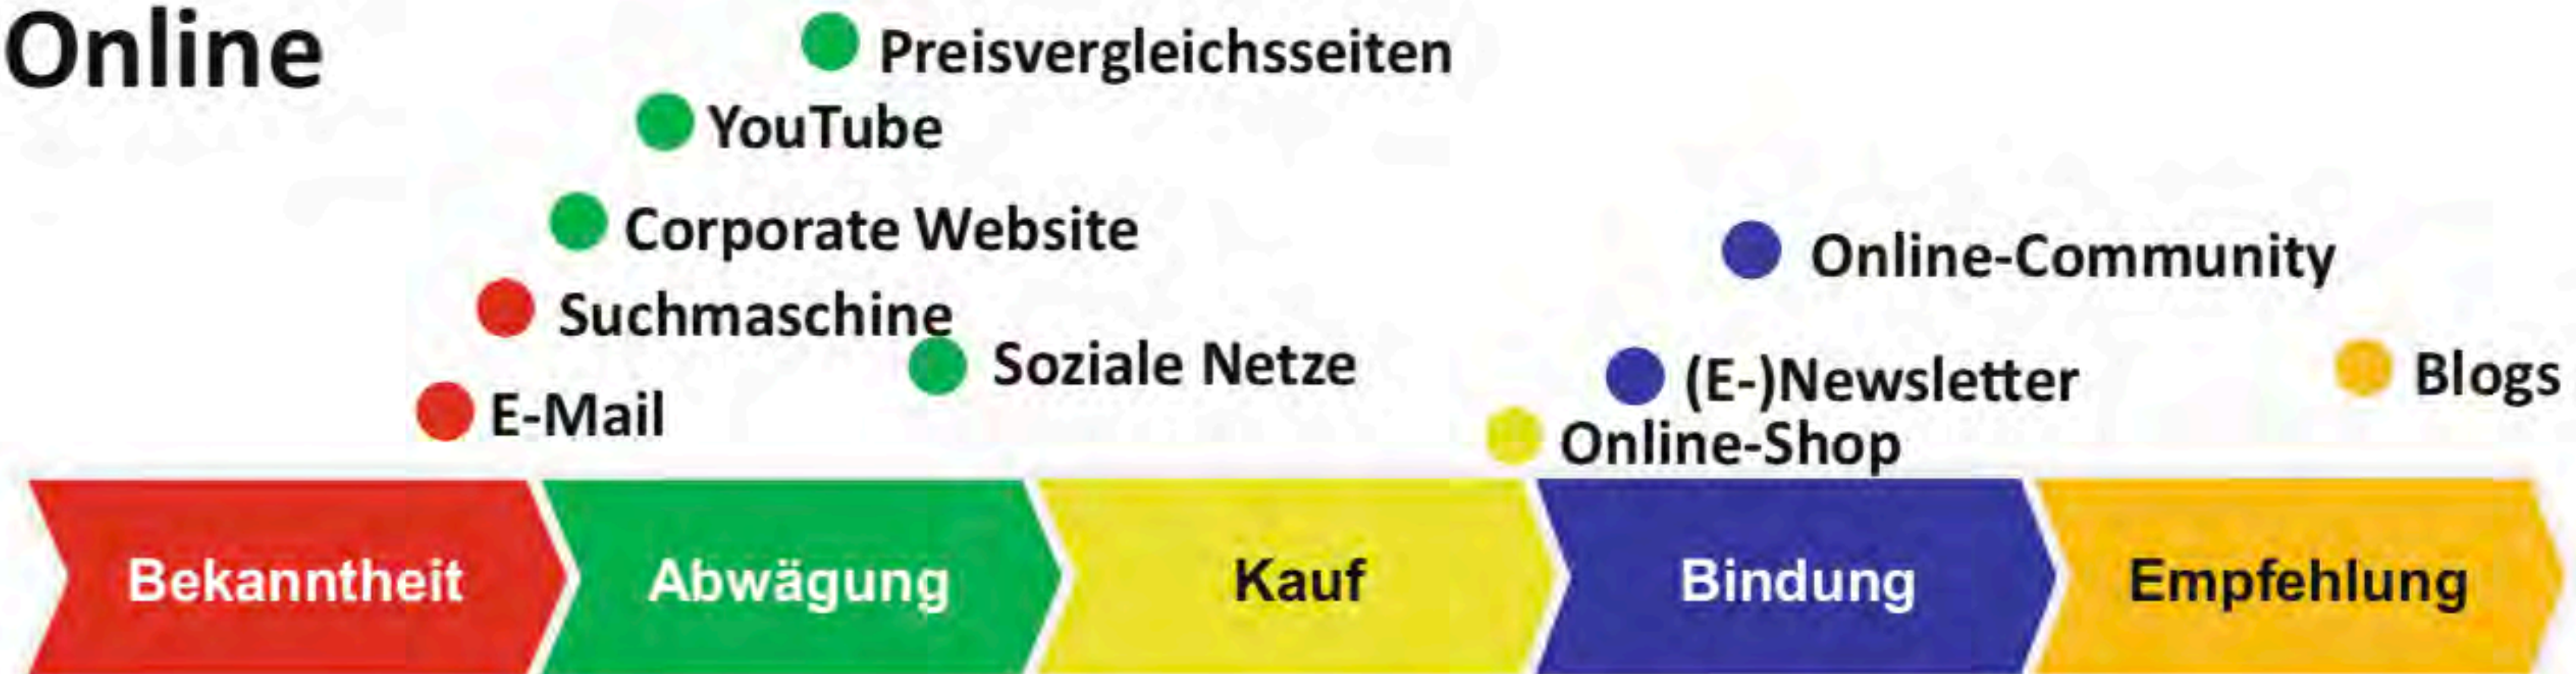 Online
Preisvergleichsseiten
YouTube
Corporate Website
Online-Community
Suchmaschine
Soziale Netze
(E-)Newsletter
Blogs
E-Mail
Online-Shop
Bekanntheit
Abwägung
Kauf
Bindung
Empfehlung